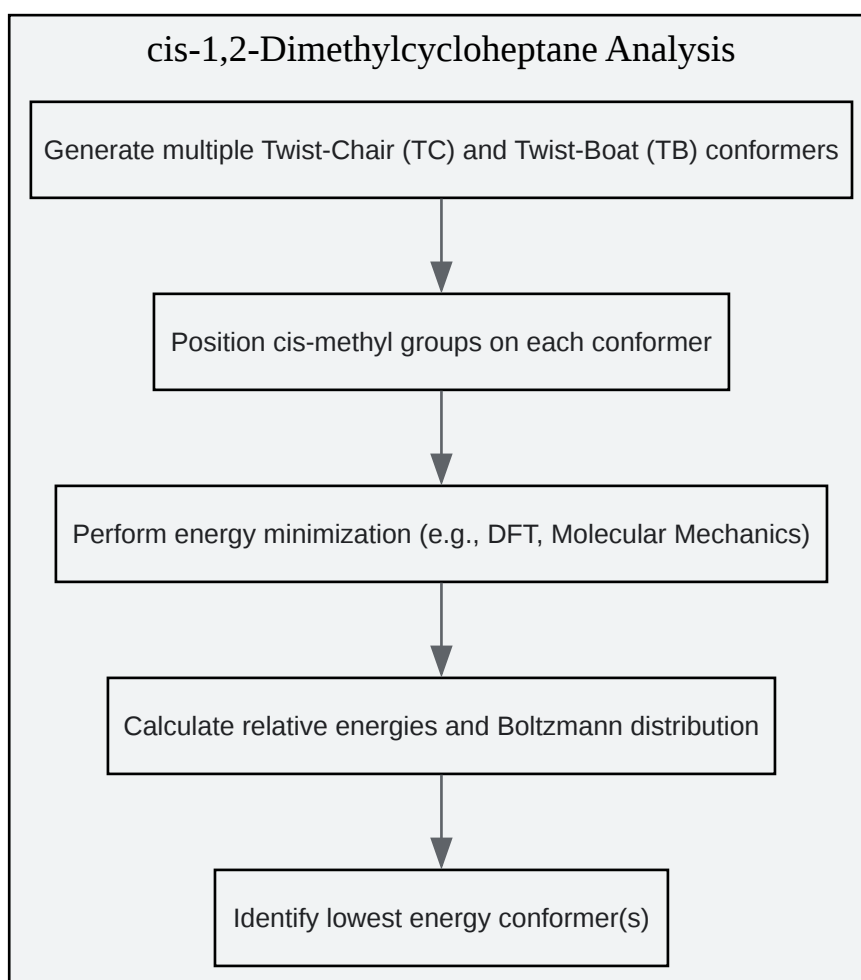 cis-1,2-Dimethylcycloheptane Analysis
Generate multiple Twist-Chair (TC) and Twist-Boat (TB) conformers
Position cis-methyl groups on each conformer
Perform energy minimization (e.g., DFT, Molecular Mechanics)
Calculate relative energies and Boltzmann distribution
Identify lowest energy conformer(s)